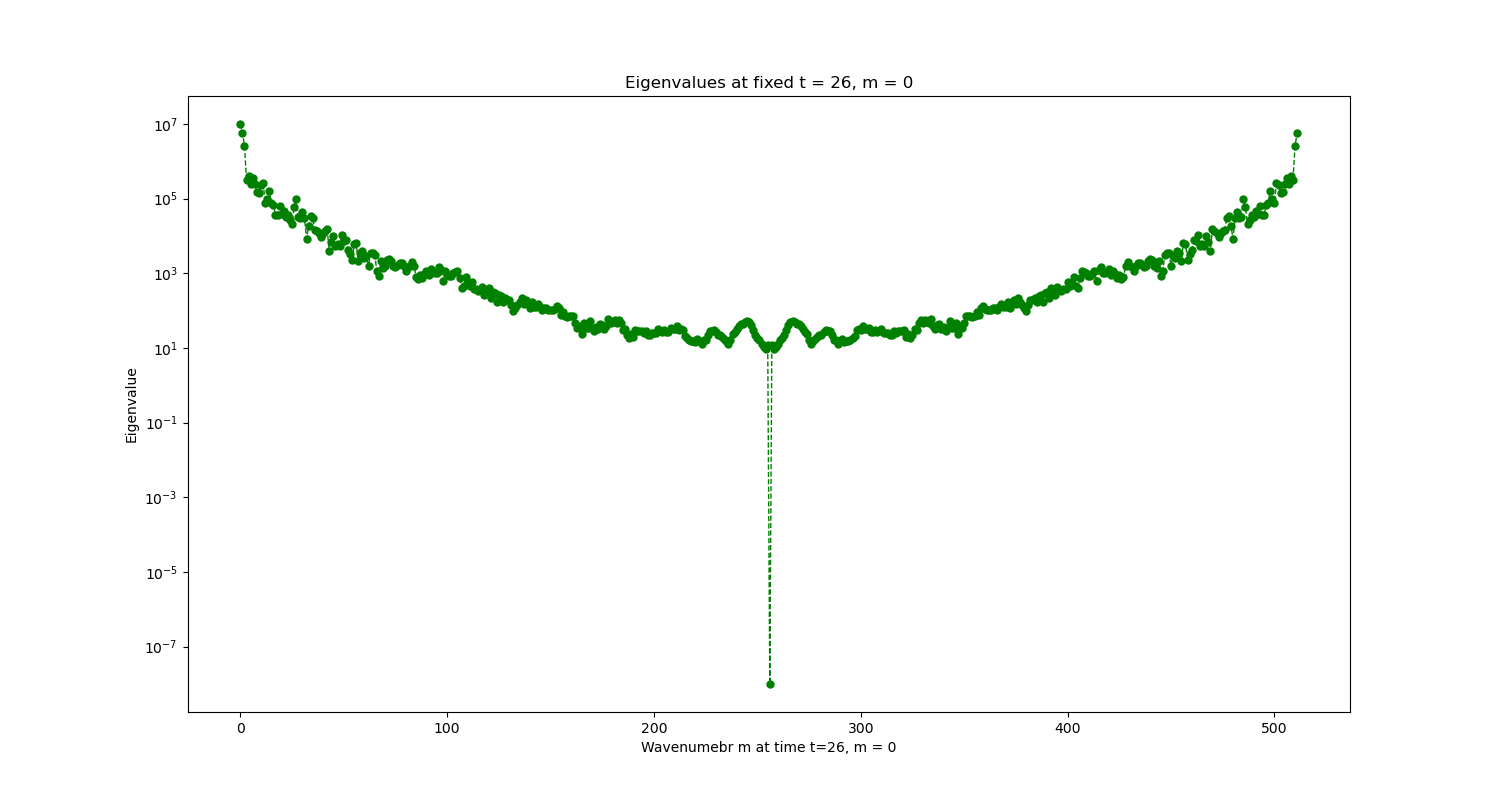 Eigenvalues at fixed t = 26, m = 0
10^7
10^5
10^3
10^1
10^-1
10^-3
10^-5
10^-7
Eigenvalue
0 100 200 300 400 500
Wavenumebr m at time t=26, m = 0